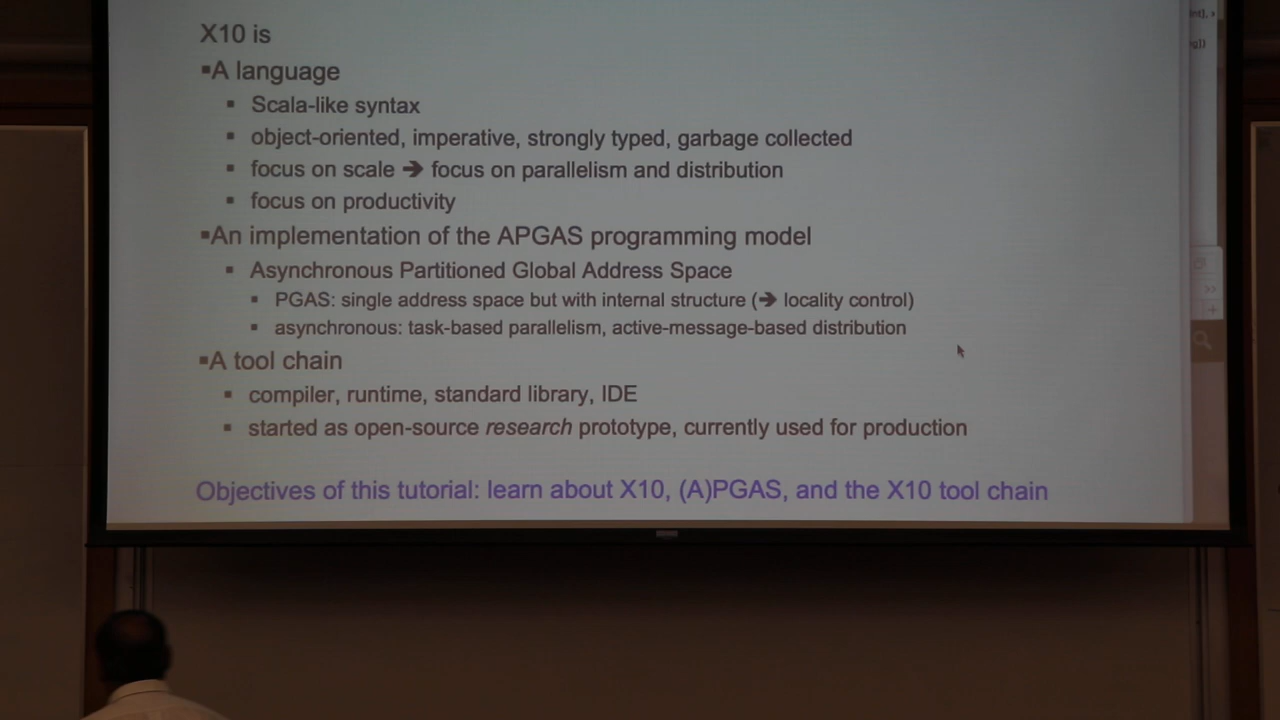 X10 is
▪A language
▪ Scala-like syntax
▪ object-oriented, imperative, strongly typed, garbage collected
▪ focus on scale ➔ focus on parallelism and distribution
▪ focus on productivity
▪An implementation of the APGAS programming model
▪ Asynchronous Partitioned Global Address Space
▪ PGAS: single address space but with internal structure (➔ locality control)
▪ asynchronous: task-based parallelism, active-message-based distribution
▪A tool chain
▪ compiler, runtime, standard library, IDE
▪ started as open-source research prototype, currently used for production
Objectives of this tutorial: learn about X10, (A)PGAS, and the X10 tool chain